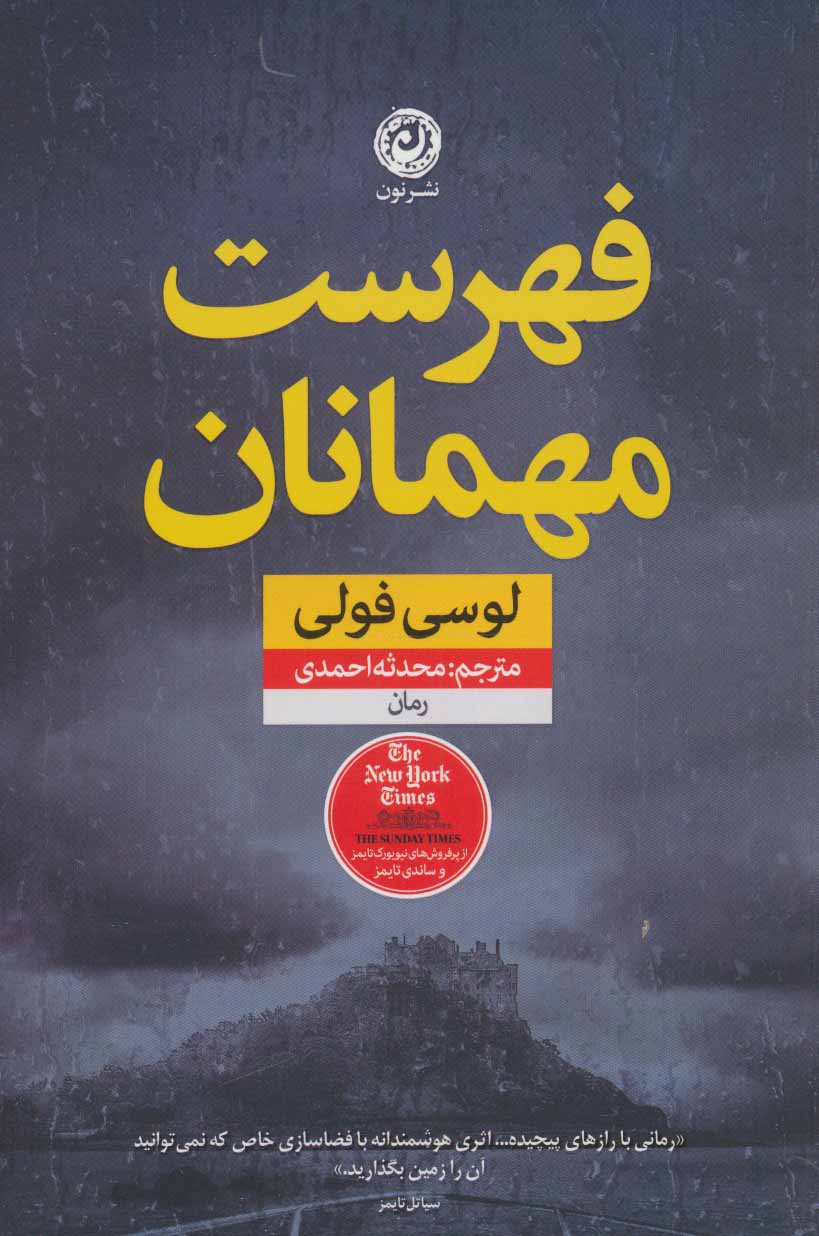 نشر نون
فهرست
مهمانان
لوسی فولی
مترجم: محدثه احمدی
رمان
The
New York
Times
THE SUNDAY TIMES
از پرفروش‌های نیویورک تایمز
و ساندی تایمز
«رمانی با رازهای پیچیده... اثری هوشمندانه با فضاسازی خاص که نمی‌توانید
آن را زمین بگذارید.»
سیاتل تایمز